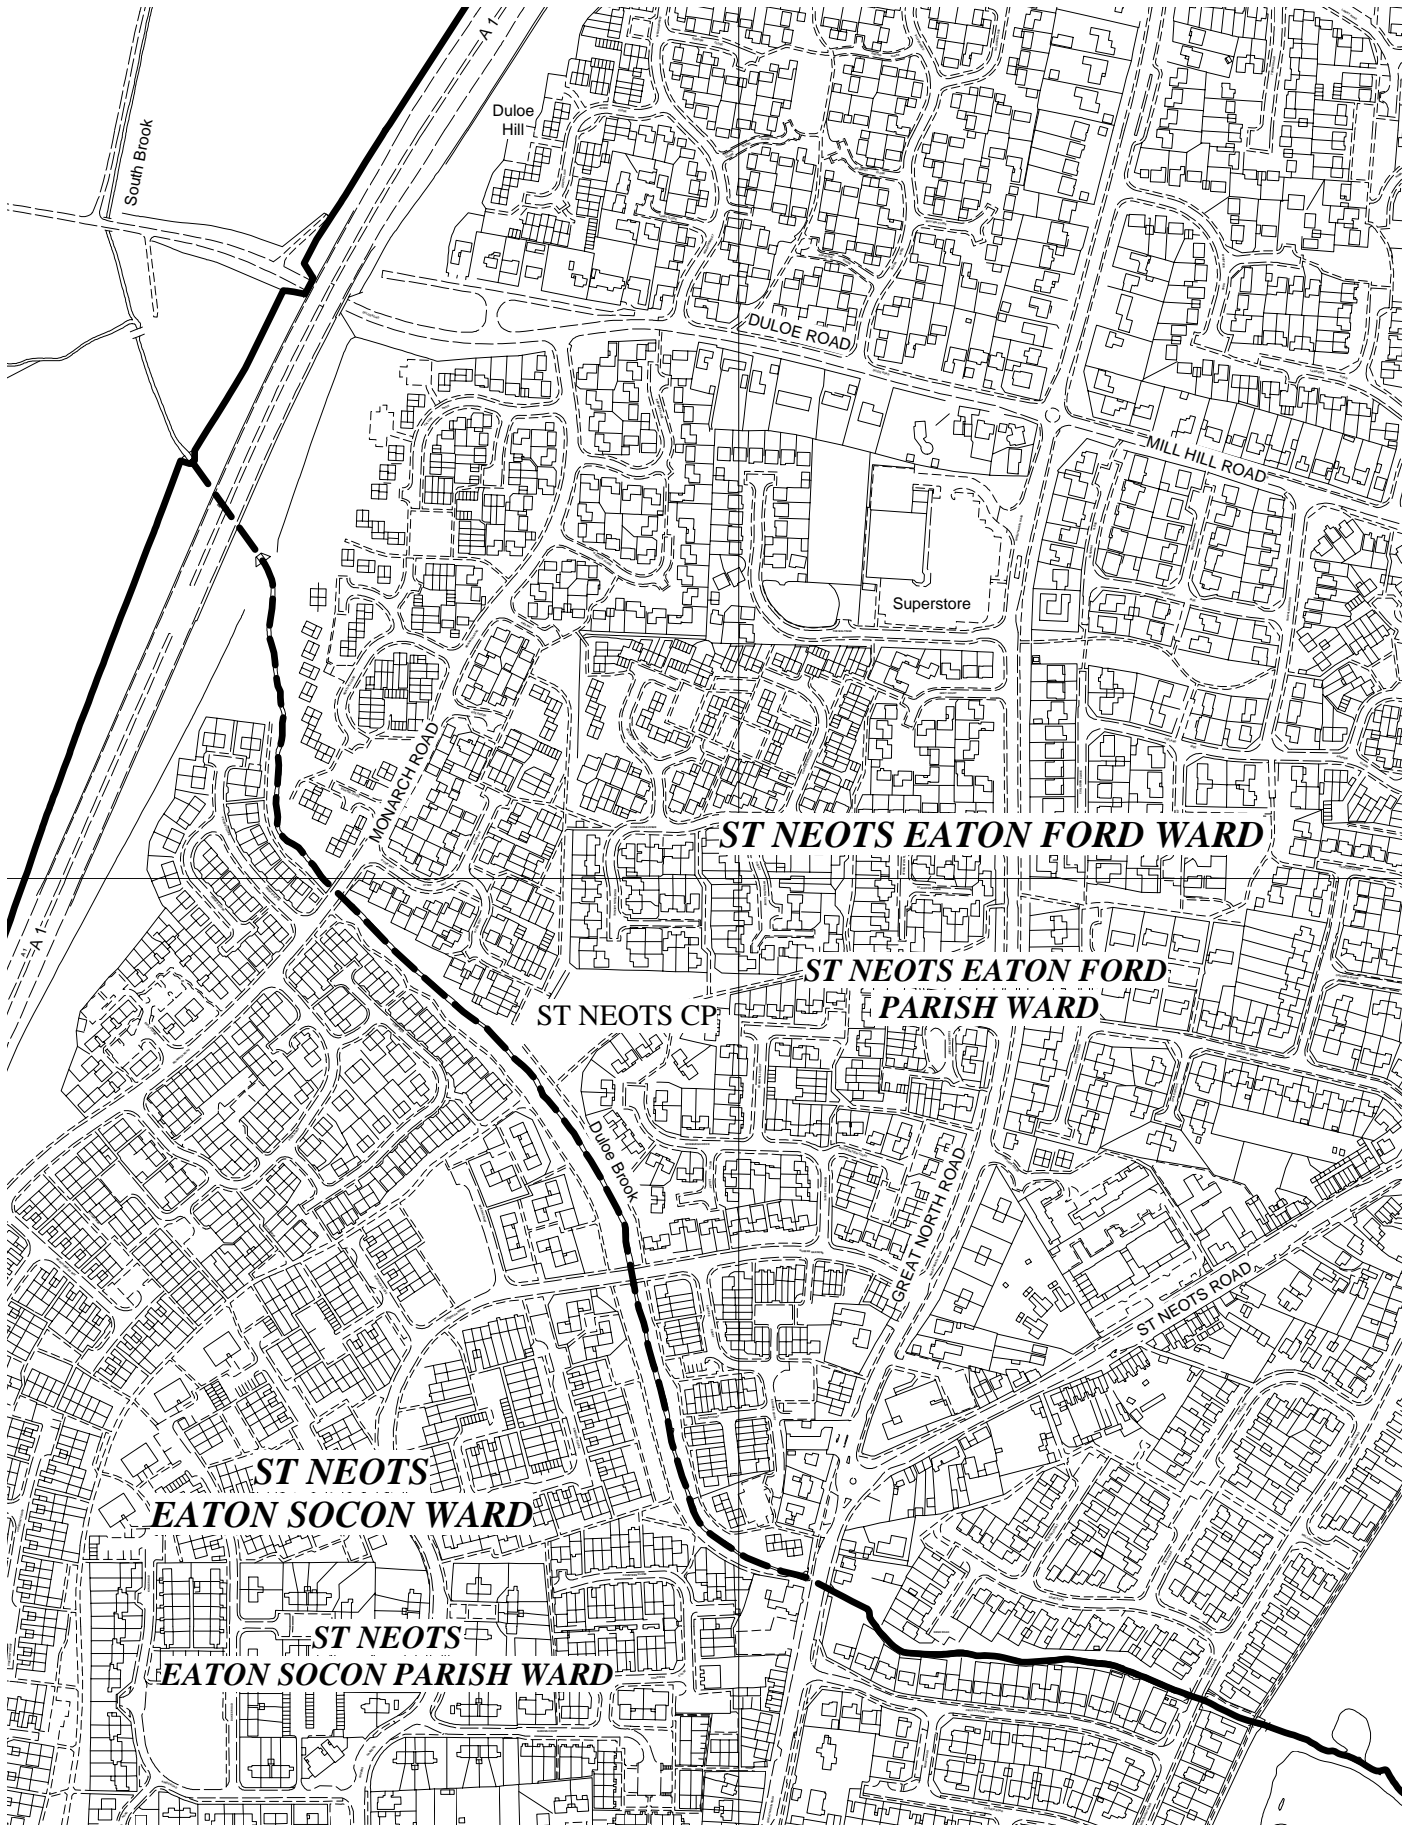 A 1
South Brook
Duloe
Hill
DULOE ROAD
MILL HILL ROAD
Superstore
MONARCH ROAD
ST NEOTS EATON FORD WARD
A 1
A 1
ST NEOTS EATON FORD
PARISH WARD
ST NEOTS CP
Duloe Brook
GREAT NORTH ROAD
ST NEOTS ROAD
ST NEOTS
EATON SOCON WARD
ST NEOTS
EATON SOCON PARISH WARD